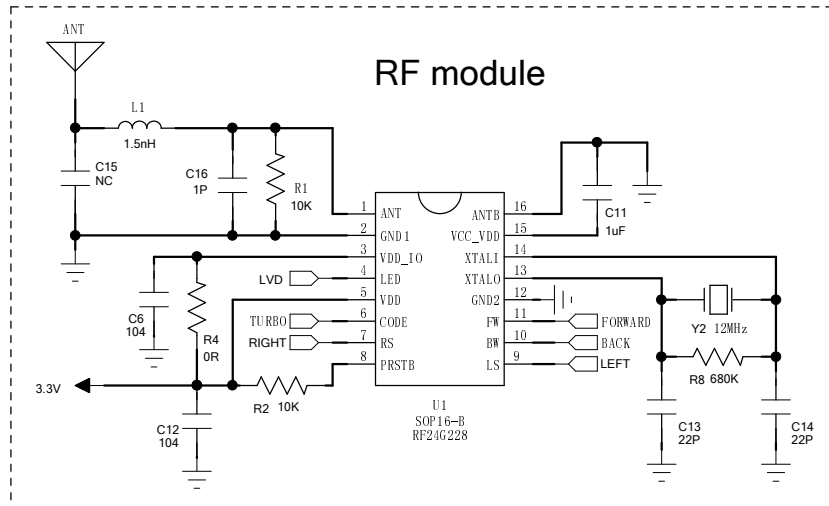 ANT
RF module
L1
1.5nH
C15
NC
C16
1P
R1
10K
C11
1uF
1 ANT
2 GND1
3 VDD_IO
4 LED
5 VDD
6 CODE
7 RS
8 PRSTB
ANTB 16
VCC_VDD 15
XTALI 14
XTALO 13
GND2 12
FW 11
BW 10
LS 9
LVD
TURBO
RIGHT
FORWARD
BACK
LEFT
C6
104
R4
0R
Y2 12MHz
R8 680K
3.3V
R2 10K
C12
104
U1
SOP16-B
RF24G228
C13
22P
C14
22P